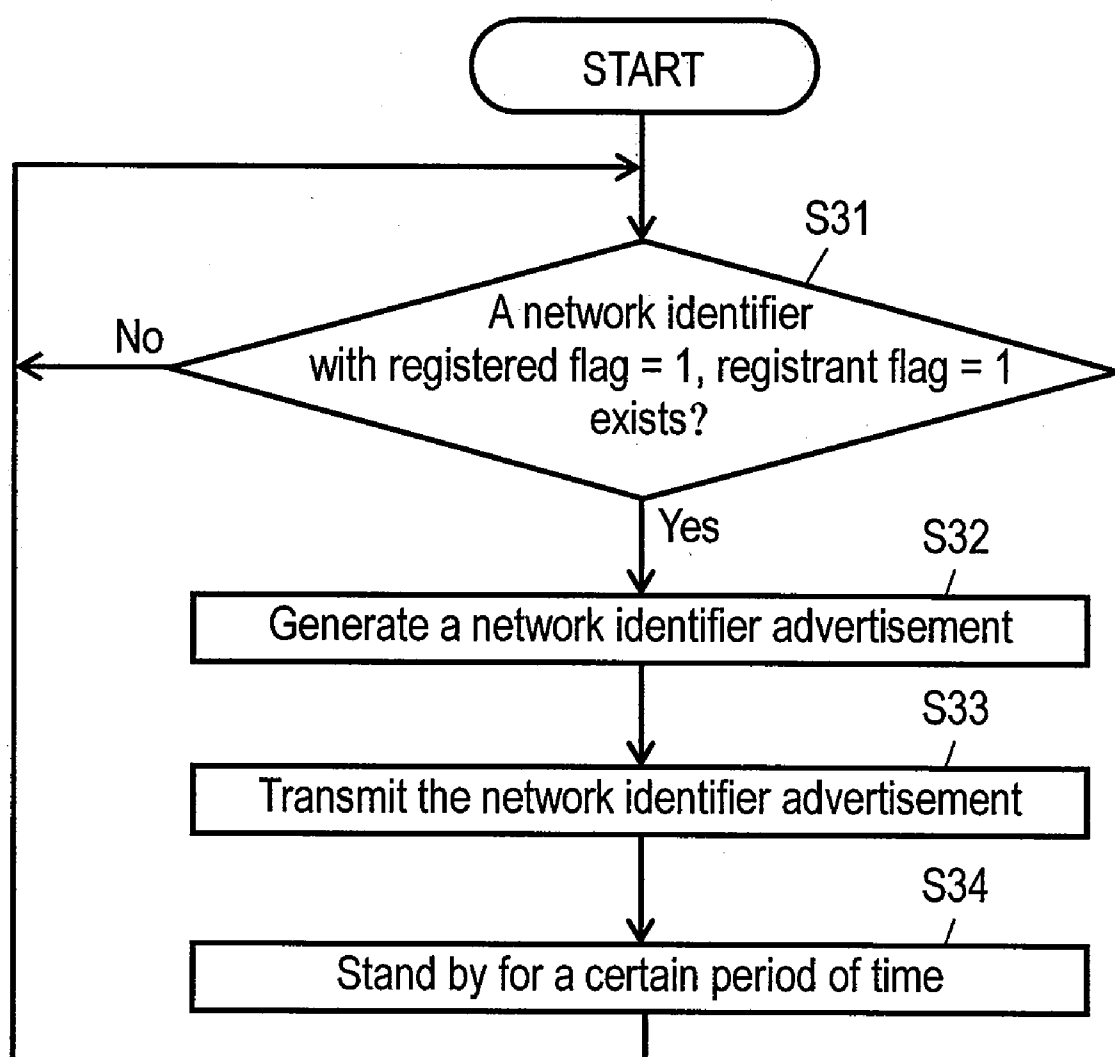 START
S31
A network identifier
with registered flag = 1, registrant flag = 1
exists?
No
Yes
S32
Generate a network identifier advertisement
S33
Transmit the network identifier advertisement
S34
Stand by for a certain period of time